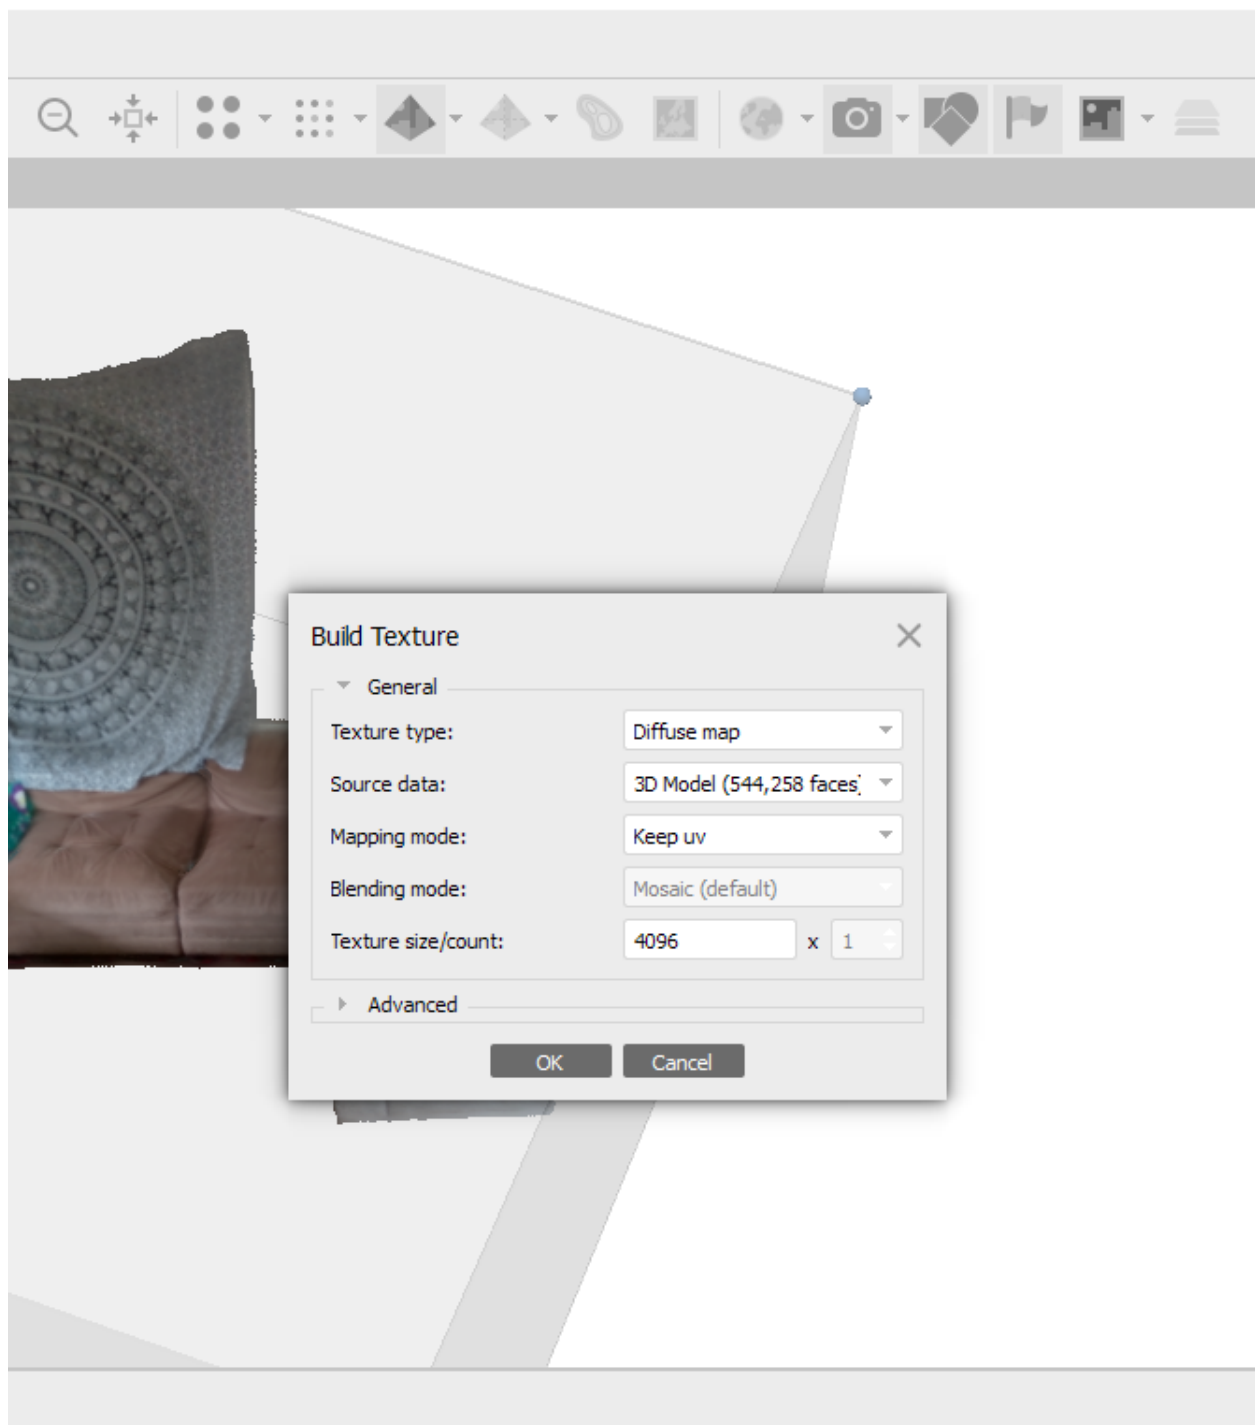 Build Texture
General
Texture type: Diffuse map
Source data: 3D Model (544,258 faces)
Mapping mode: Keep uv
Blending mode: Mosaic (default)
Texture size/count: 4096 x 1
Advanced
OK Cancel